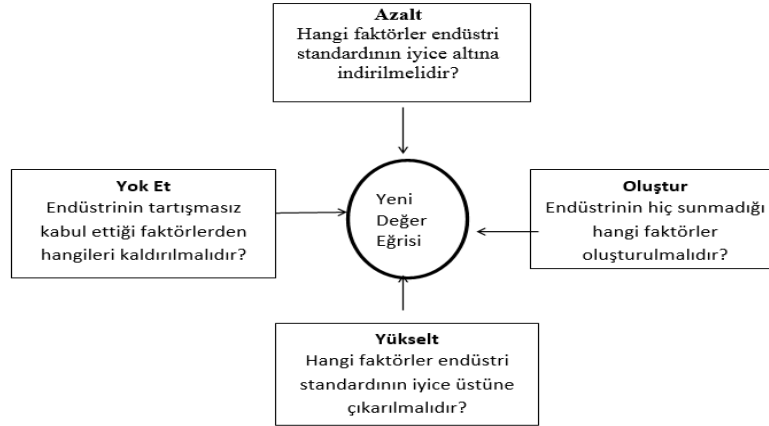 Azalt
Hangi faktörler endüstri
standardının iyice altına
indirilmelidir?
Yok Et
Endüstrinin tartışmasız
kabul ettiği faktörlerden
hangileri kaldırılmalıdır?
Yeni
Değer
Eğrisi
Oluştur
Endüstrinin hiç sunmadığı
hangi faktörler
oluşturulmalıdır?
Yükselt
Hangi faktörler endüstri
standardının iyice üstüne
çıkarılmalıdır?